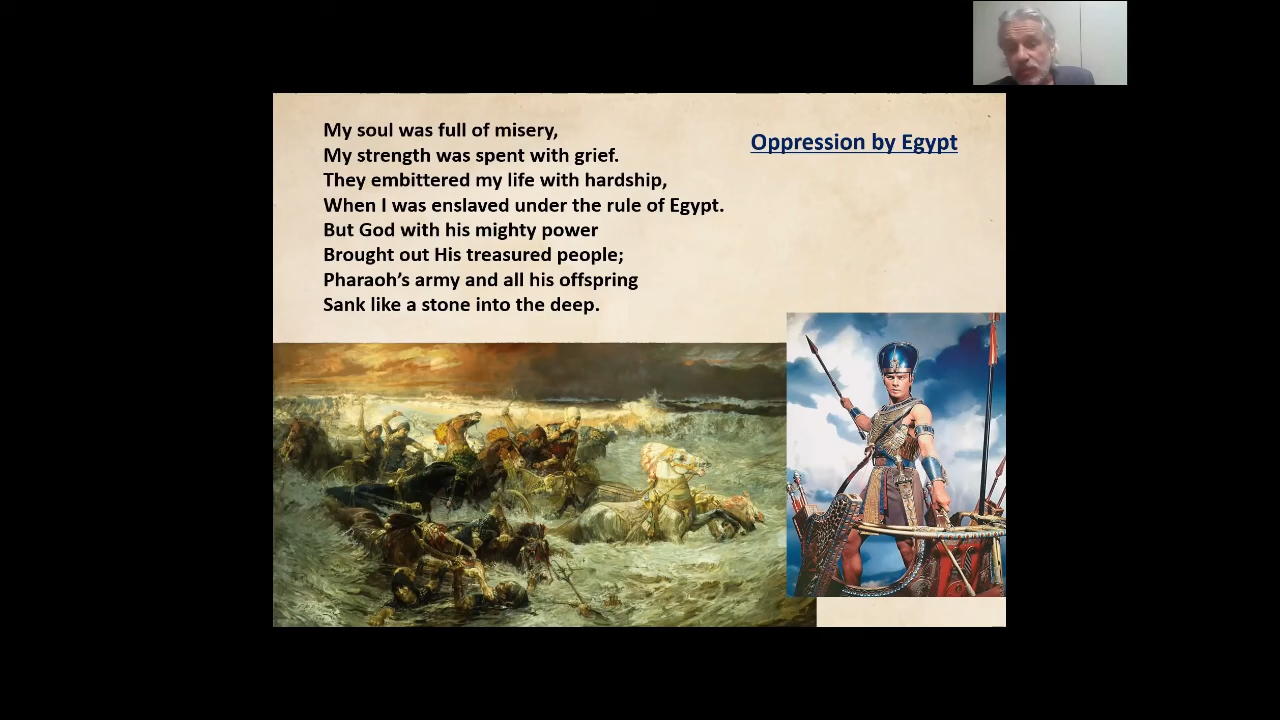 My soul was full of misery,
My strength was spent with grief.
They embittered my life with hardship,
When I was enslaved under the rule of Egypt.
But God with his mighty power
Brought out His treasured people;
Pharaoh’s army and all his offspring
Sank like a stone into the deep.
Oppression by Egypt